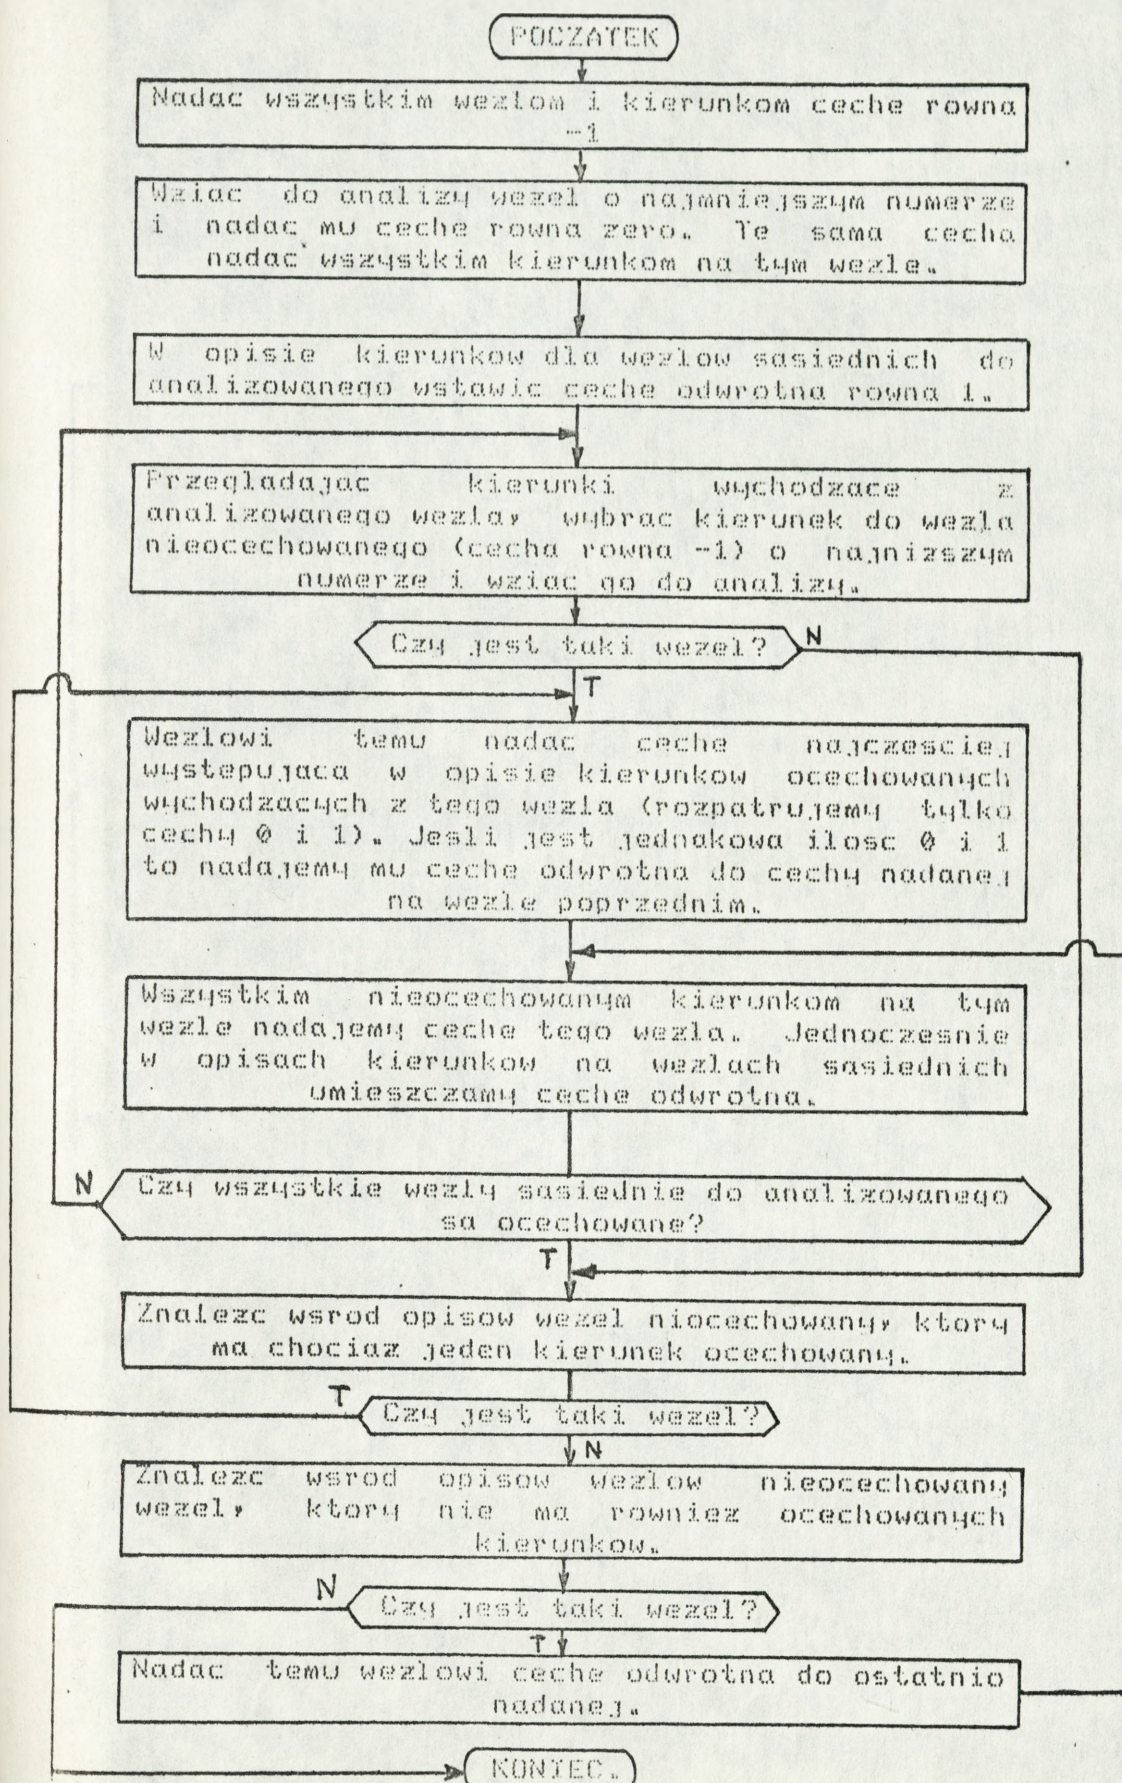 POCZATEK
Nadac wszystkim wezlom i kierunkom ceche rowna
-1
Wziac do analizy wezel o najmniejszym numerze
i nadac mu ceche rowna zero. Te sama cecha
nadac wszystkim kierunkom na tym wezle.
W opisie kierunkow dla wezlow sasiednich do
analizowanego wstawic ceche odwrotna rowna 1.
Przegladajac kierunki wychodzace z
analizowanego wezla, wybrac kierunek do wezla
nieocechowanego (cecha rowna -1) o najnizszym
numerze i wziac go do analizy.
Czy jest taki wezel? N
T
Wezlowi temu nadac ceche najczesciej
wystepujaca w opisie kierunkow ocechowanych
wychodzacych z tego wezla (rozpatrujemy tylko
cechy 0 i 1). Jesli jest jednakowa ilosc 0 i 1
to nadajemy mu ceche odwrotna do cechy nadanej
na wezle poprzednim.
Wszystkim nieocechowanym kierunkom na tym
wezle nadajemy ceche tego wezla. Jednoczesnie
w opisach kierunkow na wezlach sasiednich
umieszczamy ceche odwrotna.
N Czy wszystkie wezly sasiednie do analizowanego
sa ocechowane?
T
Znalezc wsrod opisow wezel niocechowany, ktory
ma chociaz jeden kierunek ocechowany.
T Czy jest taki wezel?
N
Znalezc wsrod opisow wezlow nieocechowany
wezel, ktory nie ma rowniez ocechowanych
kierunkow.
N Czy jest taki wezel?
T
Nadac temu wezlowi ceche odwrotna do ostatnio
nadanej.
KONIEC.